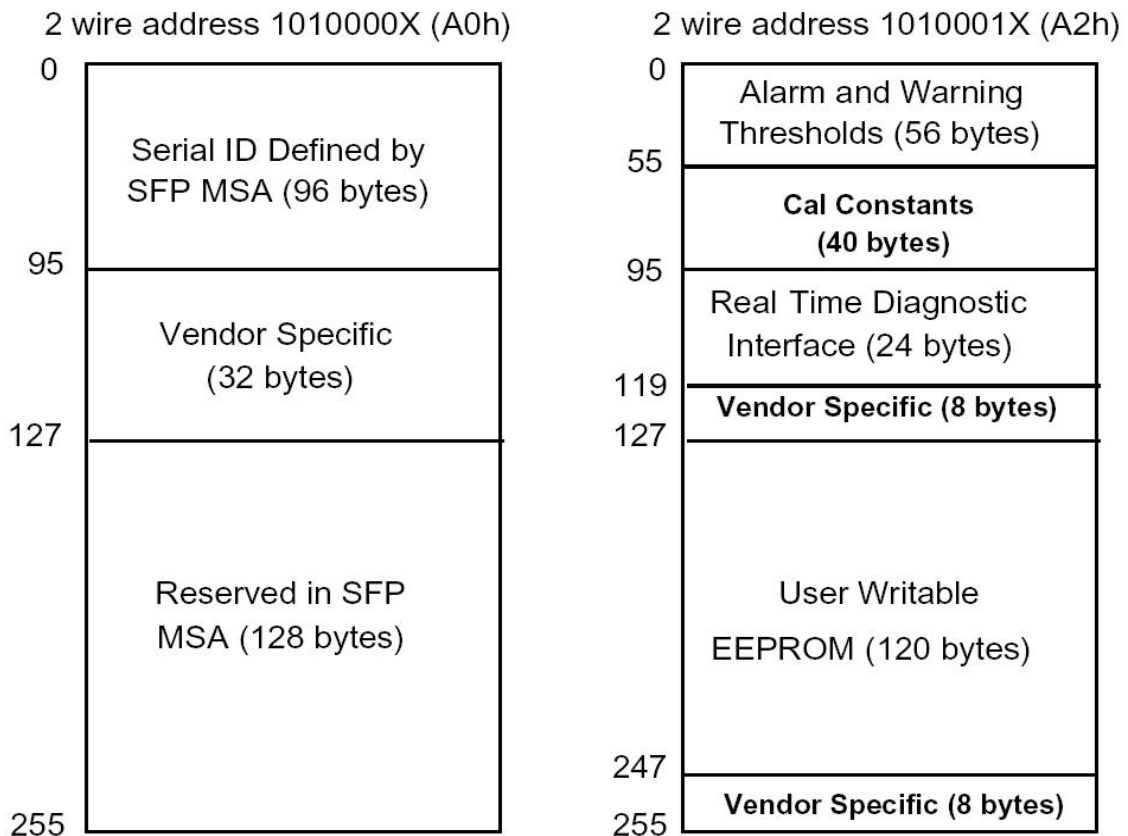 2 wire address 1010000X (A0h)
0
Serial ID Defined by
SFP MSA (96 bytes)
95
Vendor Specific
(32 bytes)
127
Reserved in SFP
MSA (128 bytes)
255
2 wire address 1010001X (A2h)
0
Alarm and Warning
Thresholds (56 bytes)
55
Cal Constants
(40 bytes)
95
Real Time Diagnostic
Interface (24 bytes)
119
Vendor Specific (8 bytes)
127
User Writable
EEPROM (120 bytes)
247
Vendor Specific (8 bytes)
255